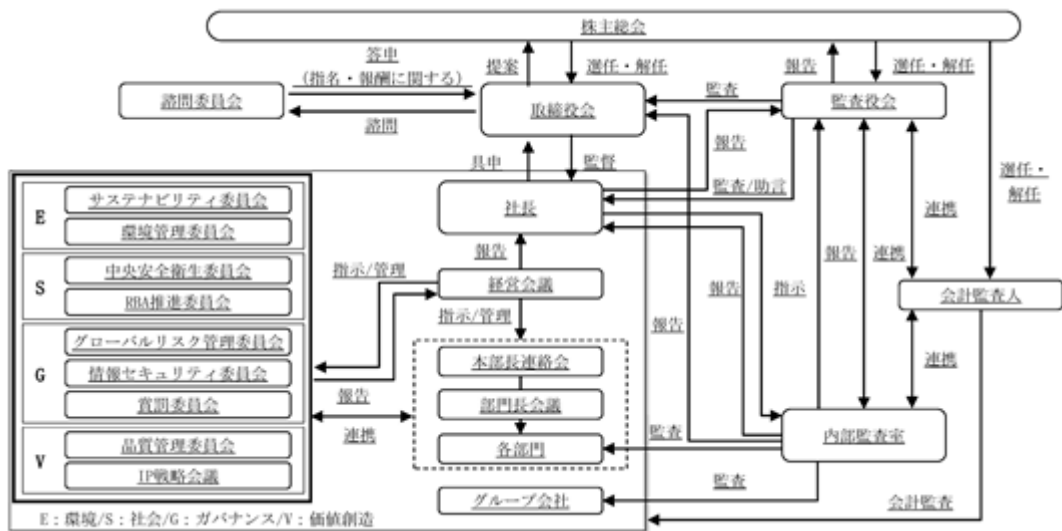 株主総会
答申
(指名・報酬に関する)
提案
選任・解任
報告
選任・解任
諮問委員会
諮問
取締役会
監査
監査役会
報告
具申
監督
監査/助言
選任・
解任
E
サステナビリティ委員会
環境管理委員会
社長
連携
S
中央安全衛生委員会
RBA推進委員会
指示/管理
報告
経営会議
指示/管理
報告
報告
指示
報告
連携
会計監査人
G
グローバルリスク管理委員会
情報セキュリティ委員会
賞罰委員会
報告
連携
本部長連絡会
部門長会議
各部門
連携
監査
内部監査室
V
品質管理委員会
IP戦略会議
グループ会社
監査
会計監査
E：環境/S：社会/G：ガバナンス/V：価値創造